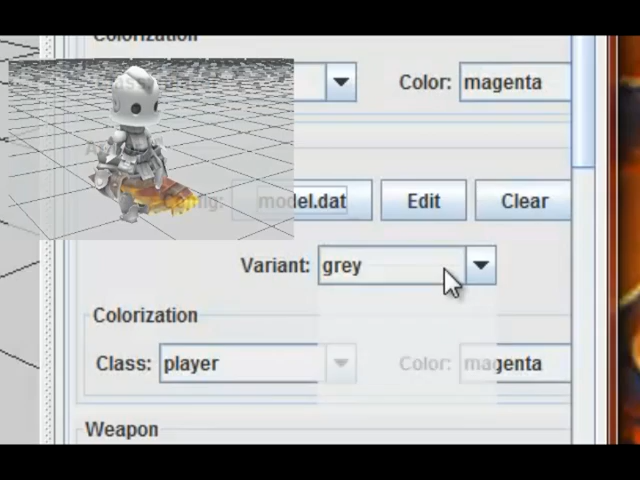 Colorization
Color: magenta
model.dat Edit Clear
Variant: grey
Colorization
Class: player Color: magenta
Weapon